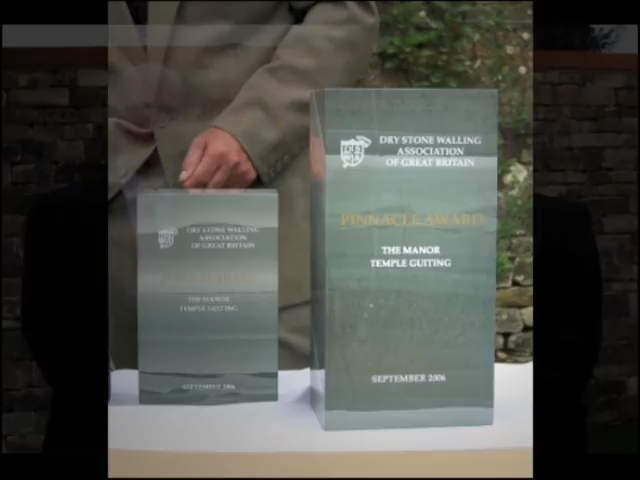 DRY STONE WALLING
ASSOCIATION
OF GREAT BRITAIN
PINNACLE AWARD
THE MANOR
TEMPLE GUITING
SEPTEMBER 2006
DRY STONE WALLING
ASSOCIATION
OF GREAT BRITAIN
THE MANOR
TEMPLE GUITING
SEPTEMBER 2006